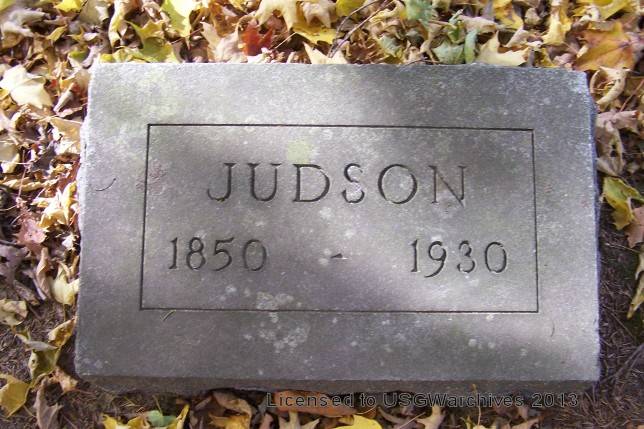 JUDSON
1850 - 1930
Licensed to USGWarchives 2013